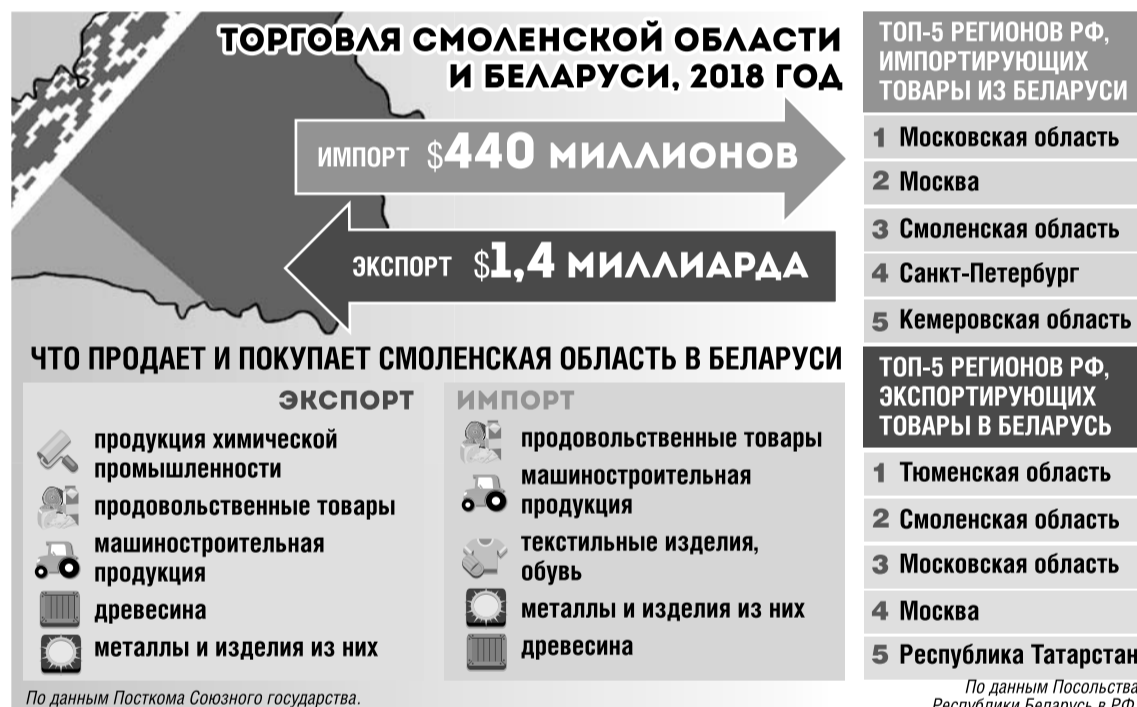 ТОРГОВЛЯ СМОЛЕНСКОЙ ОБЛАСТИ
И БЕЛАРУСИ, 2018 ГОД
ИМПОРТ $440 МИЛЛИОНОВ
ЭКСПОРТ $1,4 МИЛЛИАРДА
ЧТО ПРОДАЕТ И ПОКУПАЕТ СМОЛЕНСКАЯ ОБЛАСТЬ В БЕЛАРУСИ
ЭКСПОРТ
продукция химической
промышленности
продовольственные товары
машиностроительная
продукция
древесина
металлы и изделия из них
ИМПОРТ
продовольственные товары
машиностроительная
продукция
текстильные изделия,
обувь
металлы и изделия из них
древесина
По данным Посткома Союзного государства.
ТОП-5 РЕГИОНОВ РФ,
ИМПОРТИРУЮЩИХ
ТОВАРЫ ИЗ БЕЛАРУСИ
1 Московская область
2 Москва
3 Смоленская область
4 Санкт-Петербург
5 Кемеровская область
ТОП-5 РЕГИОНОВ РФ,
ЭКСПОРТИРУЮЩИХ
ТОВАРЫ В БЕЛАРУСЬ
1 Тюменская область
2 Смоленская область
3 Московская область
4 Москва
5 Республика Татарстан
По данным Посольства
Республики Беларусь в РФ.